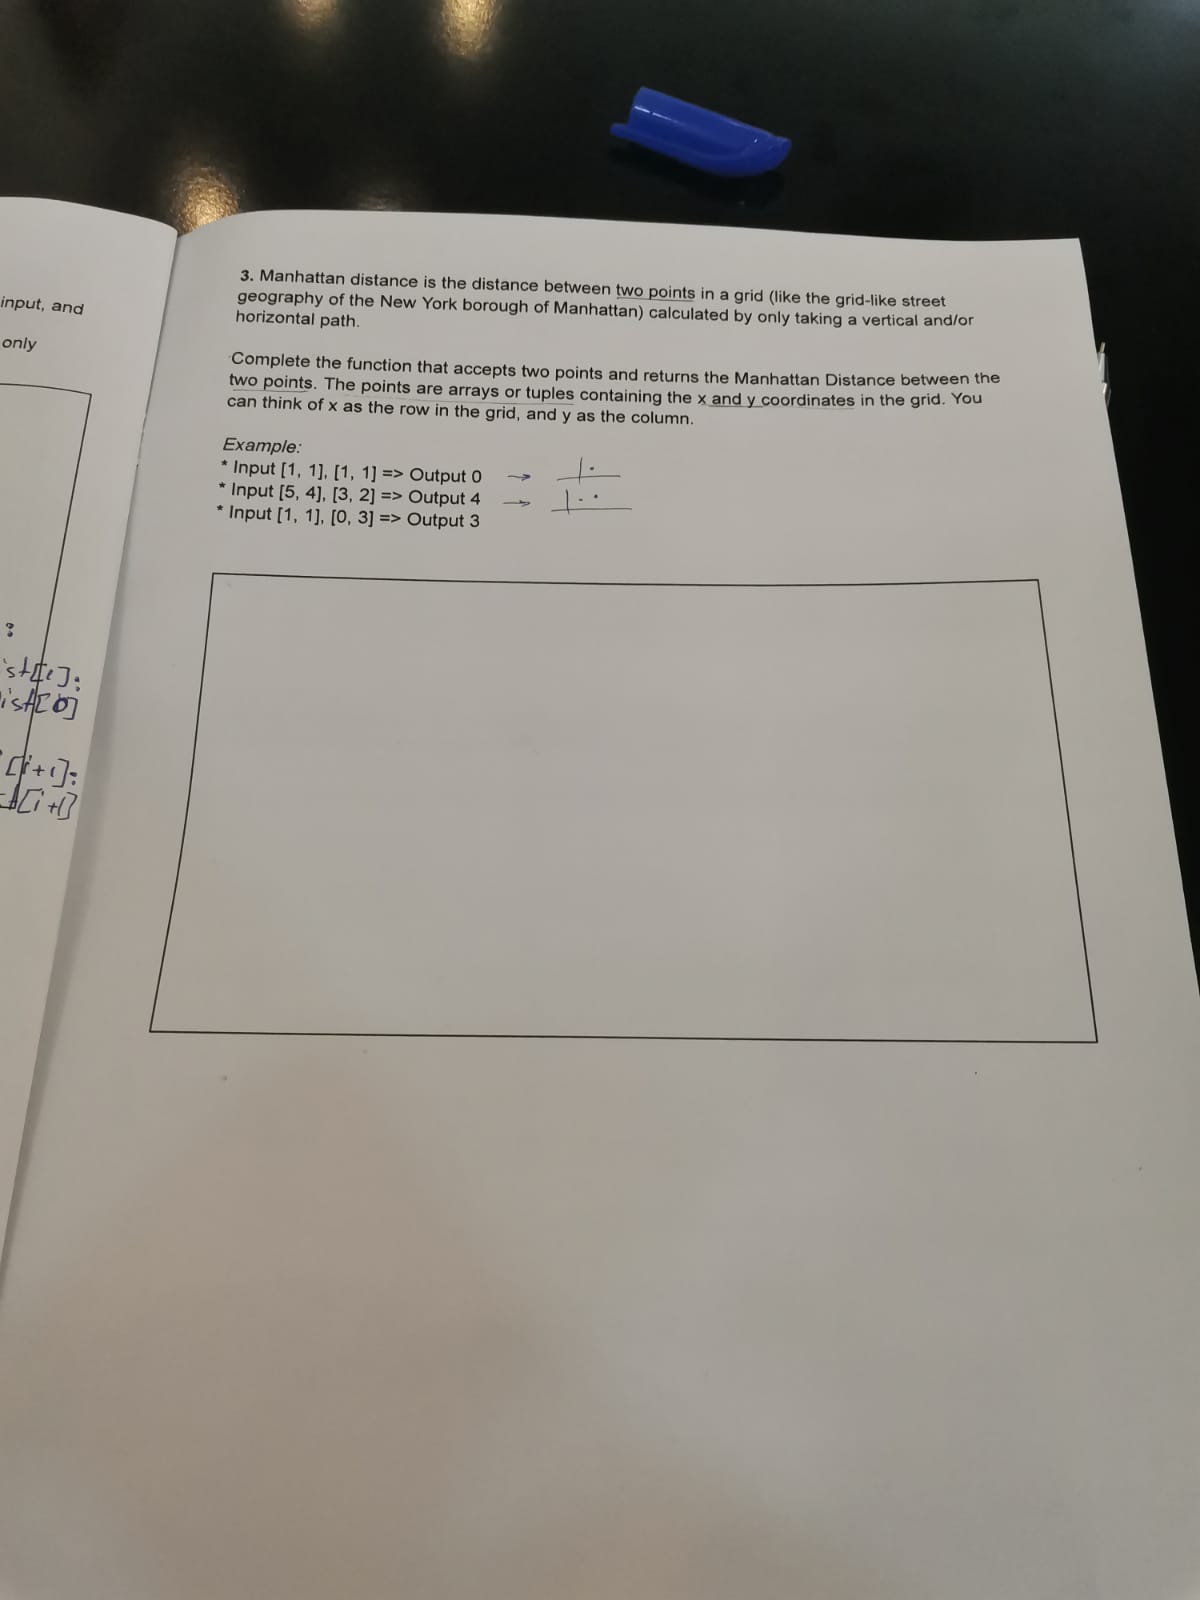 input, and
only
:
ist[i]:
ist[0]
[i+1]:
t[i+1]
3. Manhattan distance is the distance between two points in a grid (like the grid-like street
geography of the New York borough of Manhattan) calculated by only taking a vertical and/or
horizontal path.
Complete the function that accepts two points and returns the Manhattan Distance between the
two points. The points are arrays or tuples containing the x and y coordinates in the grid. You
can think of x as the row in the grid, and y as the column.
Example:
* Input [1, 1], [1, 1] => Output 0 →
* Input [5, 4], [3, 2] => Output 4 →
* Input [1, 1], [0, 3] => Output 3